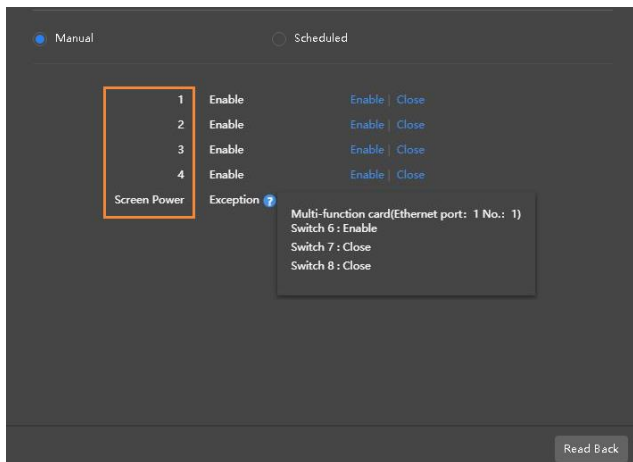 Manual Scheduled
1 Enable Enable | Close
2 Enable Enable | Close
3 Enable Enable | Close
4 Enable Enable | Close
Screen Power Exception ?
Multi-function card(Ethernet port: 1 No.: 1)
Switch 6 : Enable
Switch 7 : Close
Switch 8 : Close
Read Back